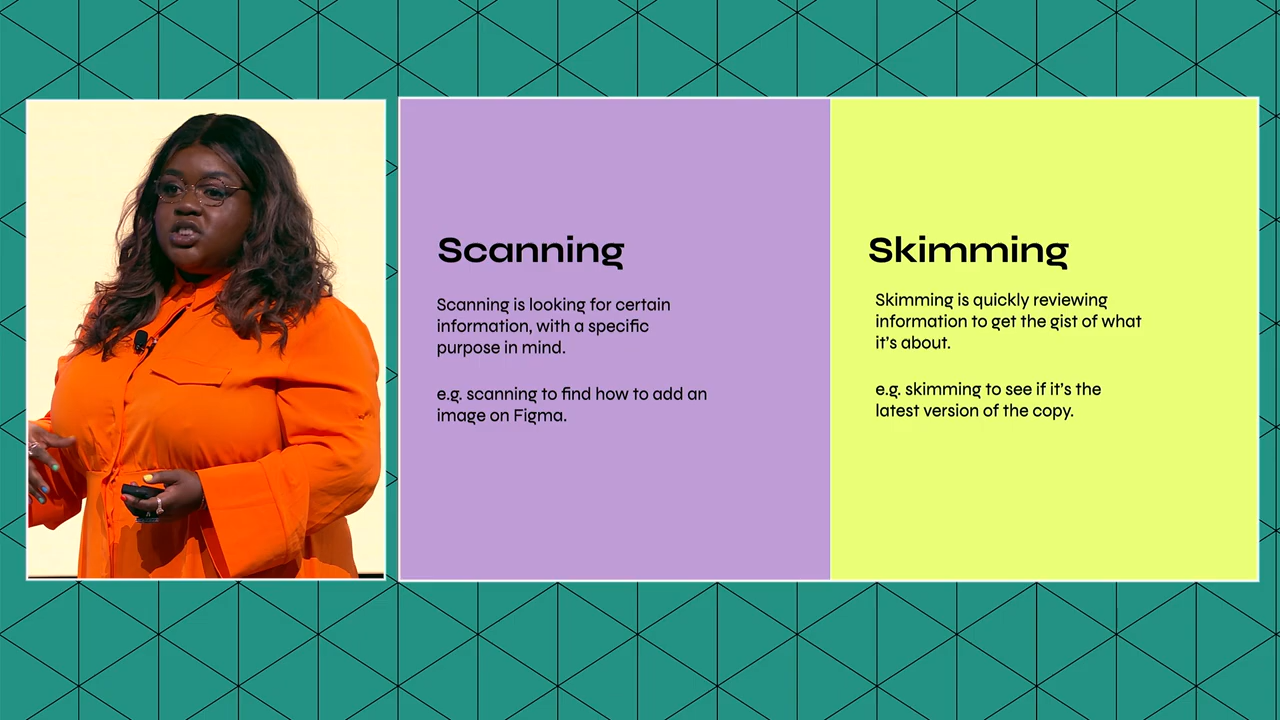 Scanning
Scanning is looking for certain
information, with a specific
purpose in mind.
e.g. scanning to find how to add an
image on Figma.
Skimming
Skimming is quickly reviewing
information to get the gist of what
it's about.
e.g. skimming to see if it's the
latest version of the copy.